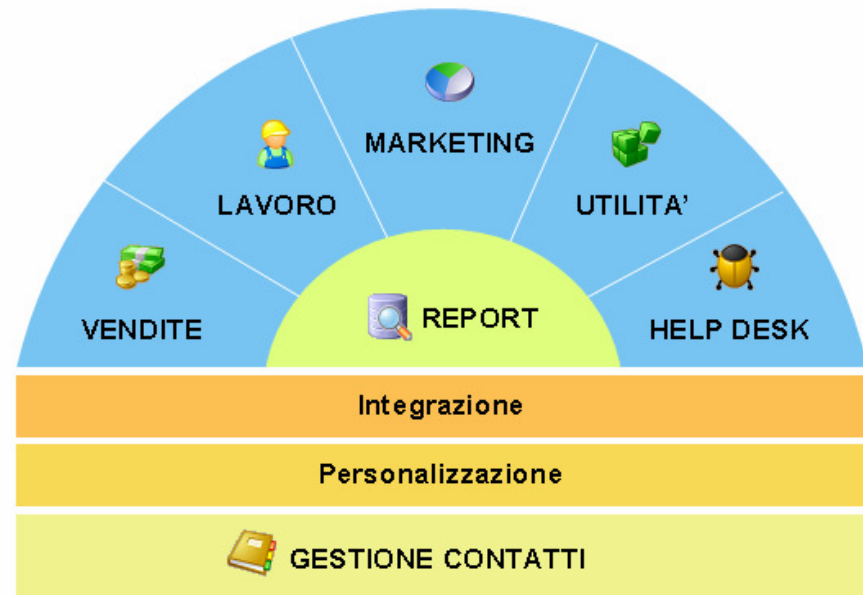 MARKETING
LAVORO
UTILITA'
VENDITE
REPORT
HELP DESK
Integrazione
Personalizzazione
GESTIONE CONTATTI